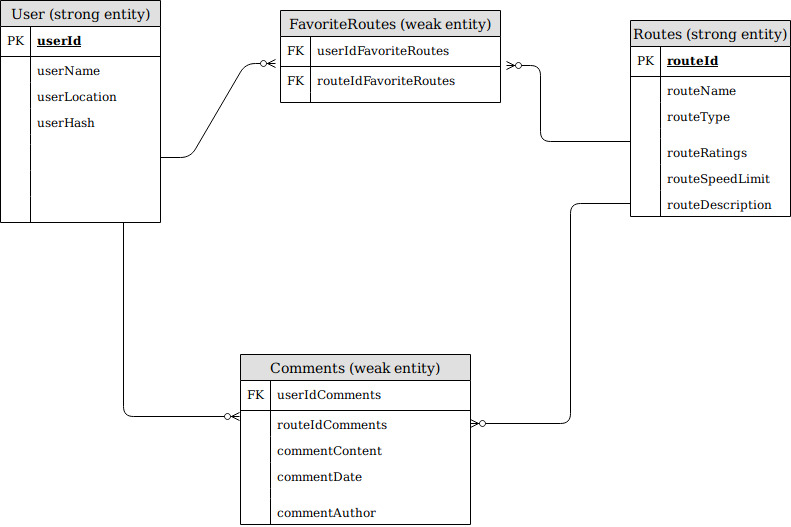 User (strong entity)
PK userId
userName
userLocation
userHash
FavoriteRoutes (weak entity)
FK userIdFavoriteRoutes
FK routeIdFavoriteRoutes
Routes (strong entity)
PK routeId
routeName
routeType
routeRatings
routeSpeedLimit
routeDescription
Comments (weak entity)
FK userIdComments
routeIdComments
commentContent
commentDate
commentAuthor